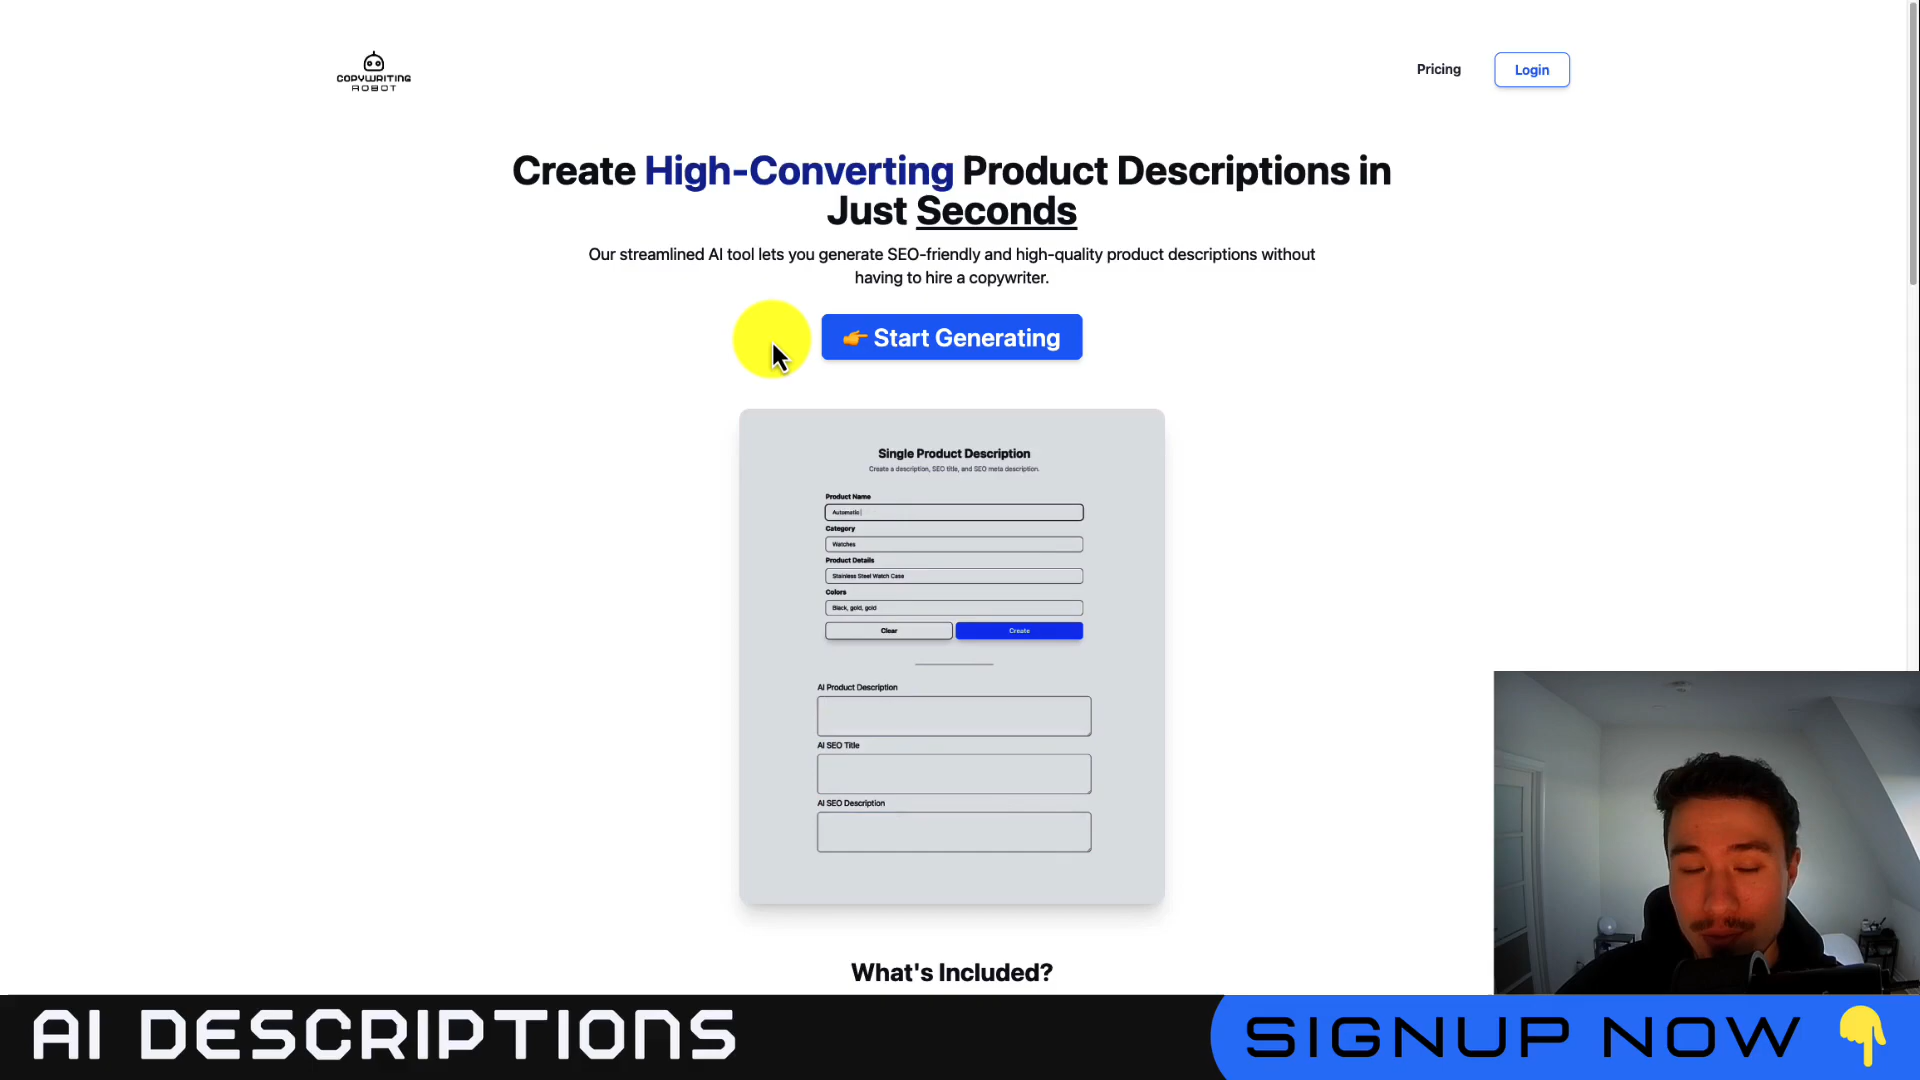 COPYWRITING
ROBOT
Pricing
Login
Create High-Converting Product Descriptions in
Just Seconds
Our streamlined AI tool lets you generate SEO-friendly and high-quality product descriptions without
having to hire a copywriter.
👉 Start Generating
Single Product Description
Create a description, SEO title, and SEO meta description.
Product Name
Automatic
Category
Watches
Product Details
Stainless Steel Watch Case
Colors
Black, gold, gold
Clear
Create
AI Product Description
AI SEO Title
AI SEO Description
What's Included?
AI DESCRIPTIONS
SIGNUP NOW 👇